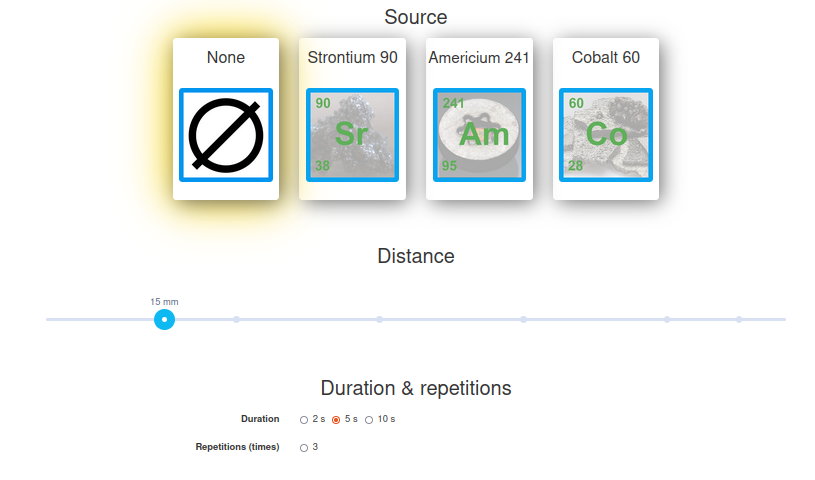 Source
None
Strontium 90
Americium 241
Cobalt 60
90
Sr
38
241
Am
95
60
Co
28
Distance
15 mm
Duration & repetitions
Duration 2 s 5 s 10 s
Repetitions (times) 3